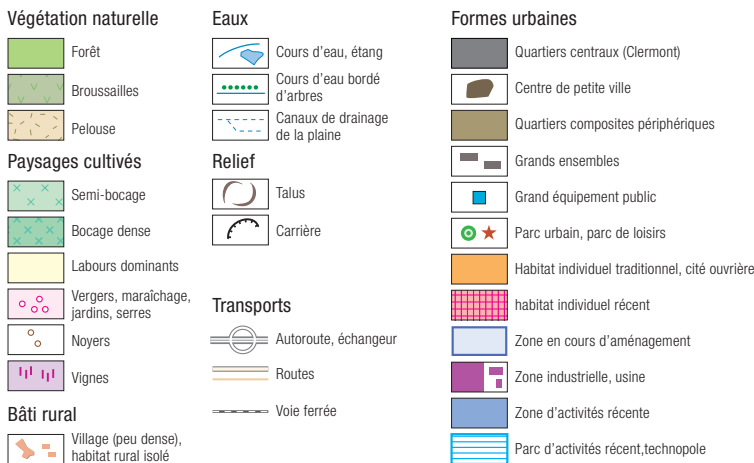 Végétation naturelle
Forêt
Broussailles
Pelouse
Paysages cultivés
Semi-bocage
Bocage dense
Labours dominants
Vergers, maraîchage,
jardins, serres
Noyers
Vignes
Bâti rural
Village (peu dense),
habitat rural isolé
Eaux
Cours d'eau, étang
Cours d'eau bordé
d'arbres
Canaux de drainage
de la plaine
Relief
Talus
Carrière
Transports
Autoroute, échangeur
Routes
Voie ferrée
Formes urbaines
Quartiers centraux (Clermont)
Centre de petite ville
Quartiers composites périphériques
Grands ensembles
Grand équipement public
Parc urbain, parc de loisirs
Habitat individuel traditionnel, cité ouvrière
habitat individuel récent
Zone en cours d'aménagement
Zone industrielle, usine
Zone d'activités récente
Parc d'activités récent,technopole